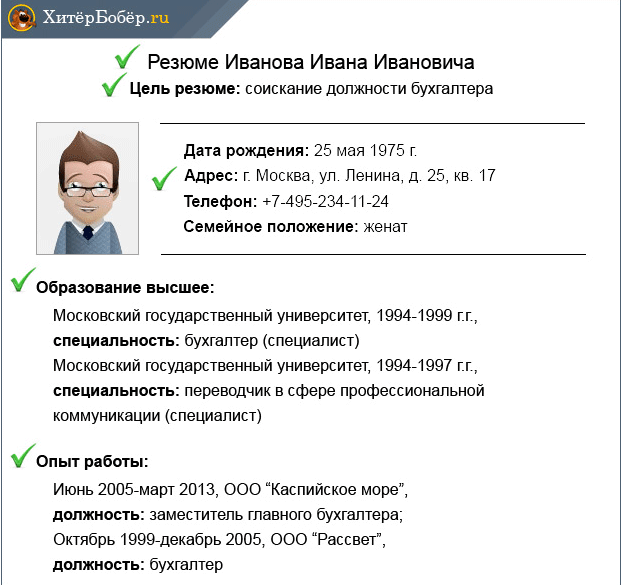 ХитёрБобёр.ru
Резюме Иванова Ивана Ивановича
Цель резюме: соискание должности бухгалтера
Дата рождения: 25 мая 1975 г.
Адрес: г. Москва, ул. Ленина, д. 25, кв. 17
Телефон: +7-495-234-11-24
Семейное положение: женат
Образование высшее:
Московский государственный университет, 1994-1999 г.г.,
специальность: бухгалтер (специалист)
Московский государственный университет, 1994-1997 г.г.,
специальность: переводчик в сфере профессиональной
коммуникации (специалист)
Опыт работы:
Июнь 2005-март 2013, ООО “Каспийское море”,
должность: заместитель главного бухгалтера;
Октябрь 1999-декабрь 2005, ООО “Рассвет”,
должность: бухгалтер